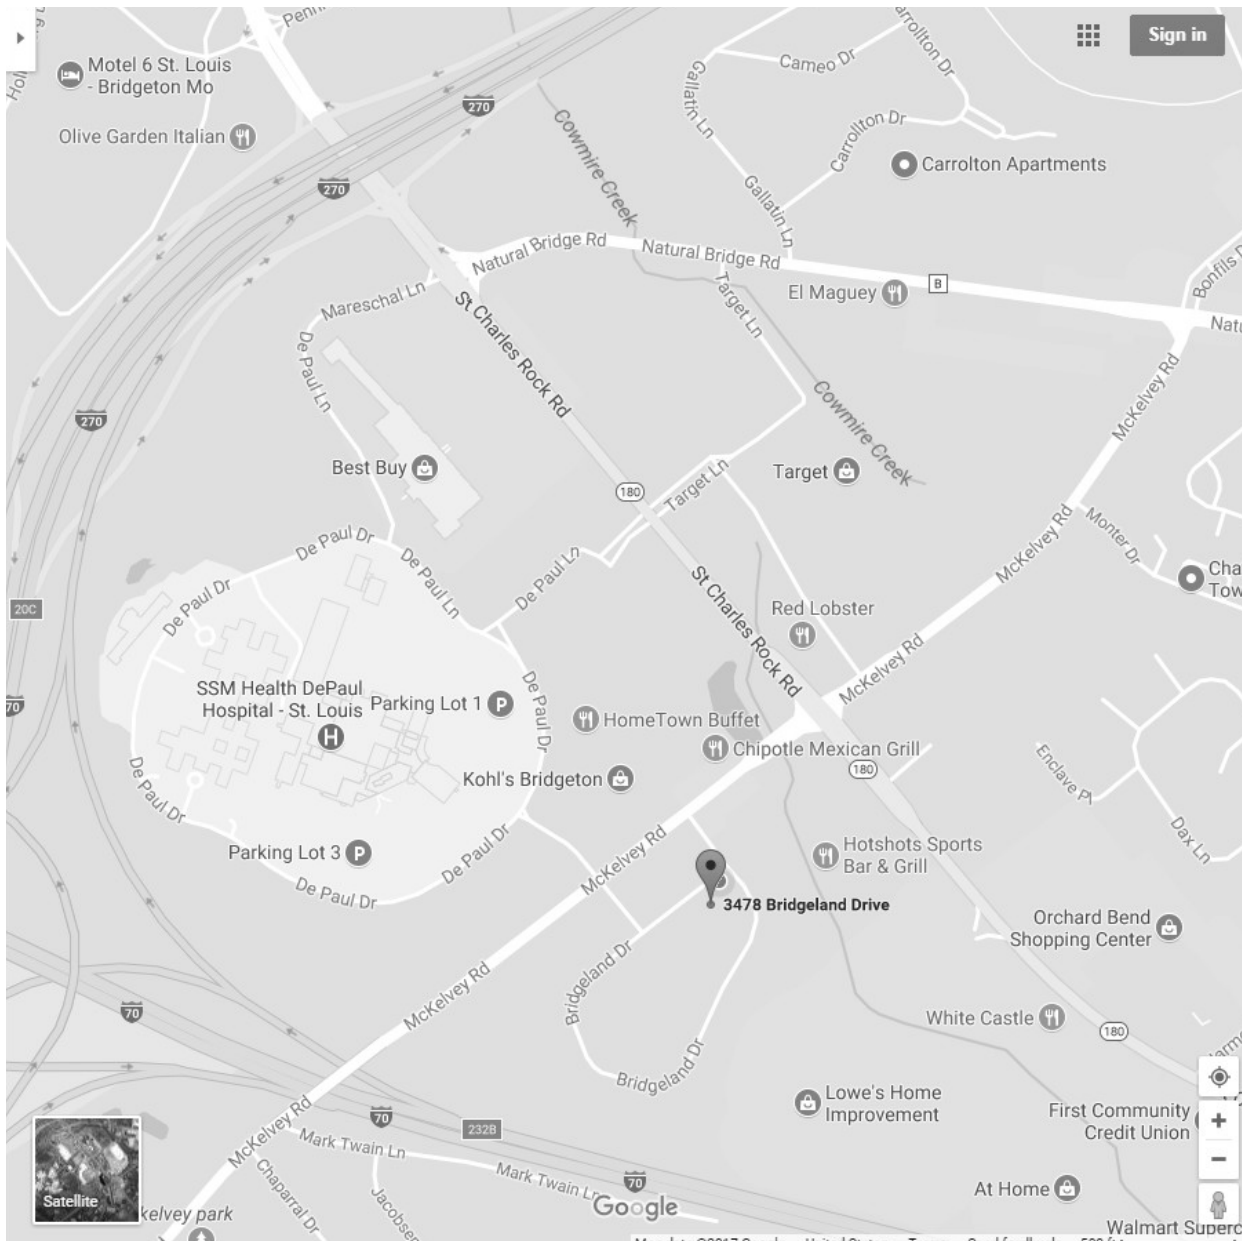 Sign in
Motel 6 St. Louis
- Bridgeton Mo
Olive Garden Italian
270
270
270
Cameo Dr
Carrollton Dr
Gallatin Ln
Carrollton Dr
Carrolton Apartments
Gallatin Ln
Cowmire Creek
Natural Bridge Rd
Natural Bridge Rd
B
El Maguey
Bonfils
Mareschal Ln
St Charles Rock Rd
Target Ln
De Paul Ln
McKelvey Rd
Cowmire Creek
Best Buy
180
Target Ln
Target
Monter Dr
McKelvey Rd
De Paul Dr
De Paul Ln
De Paul Ln
De Paul Dr
20C
St Charles Rock Rd
Red Lobster
McKelvey Rd
SSM Health DePaul
Hospital - St. Louis
H
Parking Lot 1
P
De Paul Dr
HomeTown Buffet
Chipotle Mexican Grill
180
Kohl's Bridgeton
Enclave Pl
De Paul Dr
Dax Ln
Parking Lot 3
P
De Paul Dr
De Paul Dr
McKelvey Rd
Hotshots Sports
Bar & Grill
3478 Bridgeland Drive
Orchard Bend
Shopping Center
Bridgeland Dr
McKelvey Rd
70
White Castle
180
Bridgeland Dr
Lowe's Home
Improvement
First Community
Credit Union
McKelvey Rd
70
232B
Mark Twain Ln
Chaparral Dr
Mark Twain Ln
70
Google
At Home
Satellite
kelvey park
Walmart